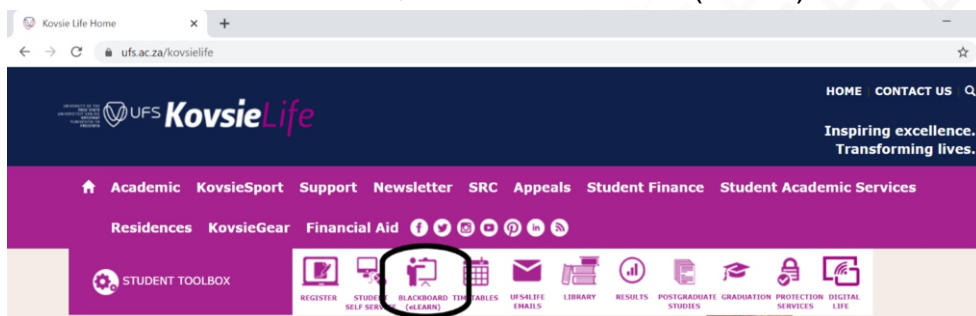 Kovsie Life Home
ufs.ac.za/kovsielife
HOME | CONTACT US
UFS KovsieLife
Inspiring excellence.
Transforming lives.
Academic KovsieSport Support Newsletter SRC Appeals Student Finance Student Academic Services
Residences KovsieGear Financial Aid
STUDENT TOOLBOX
REGISTER STUDENT SELF SERVICE BLACKBOARD (eLEARN) TIMETABLES UFS4LIFE EMAILS LIBRARY RESULTS POSTGRADUATE STUDIES GRADUATION PROTECTION SERVICES DIGITAL LIFE